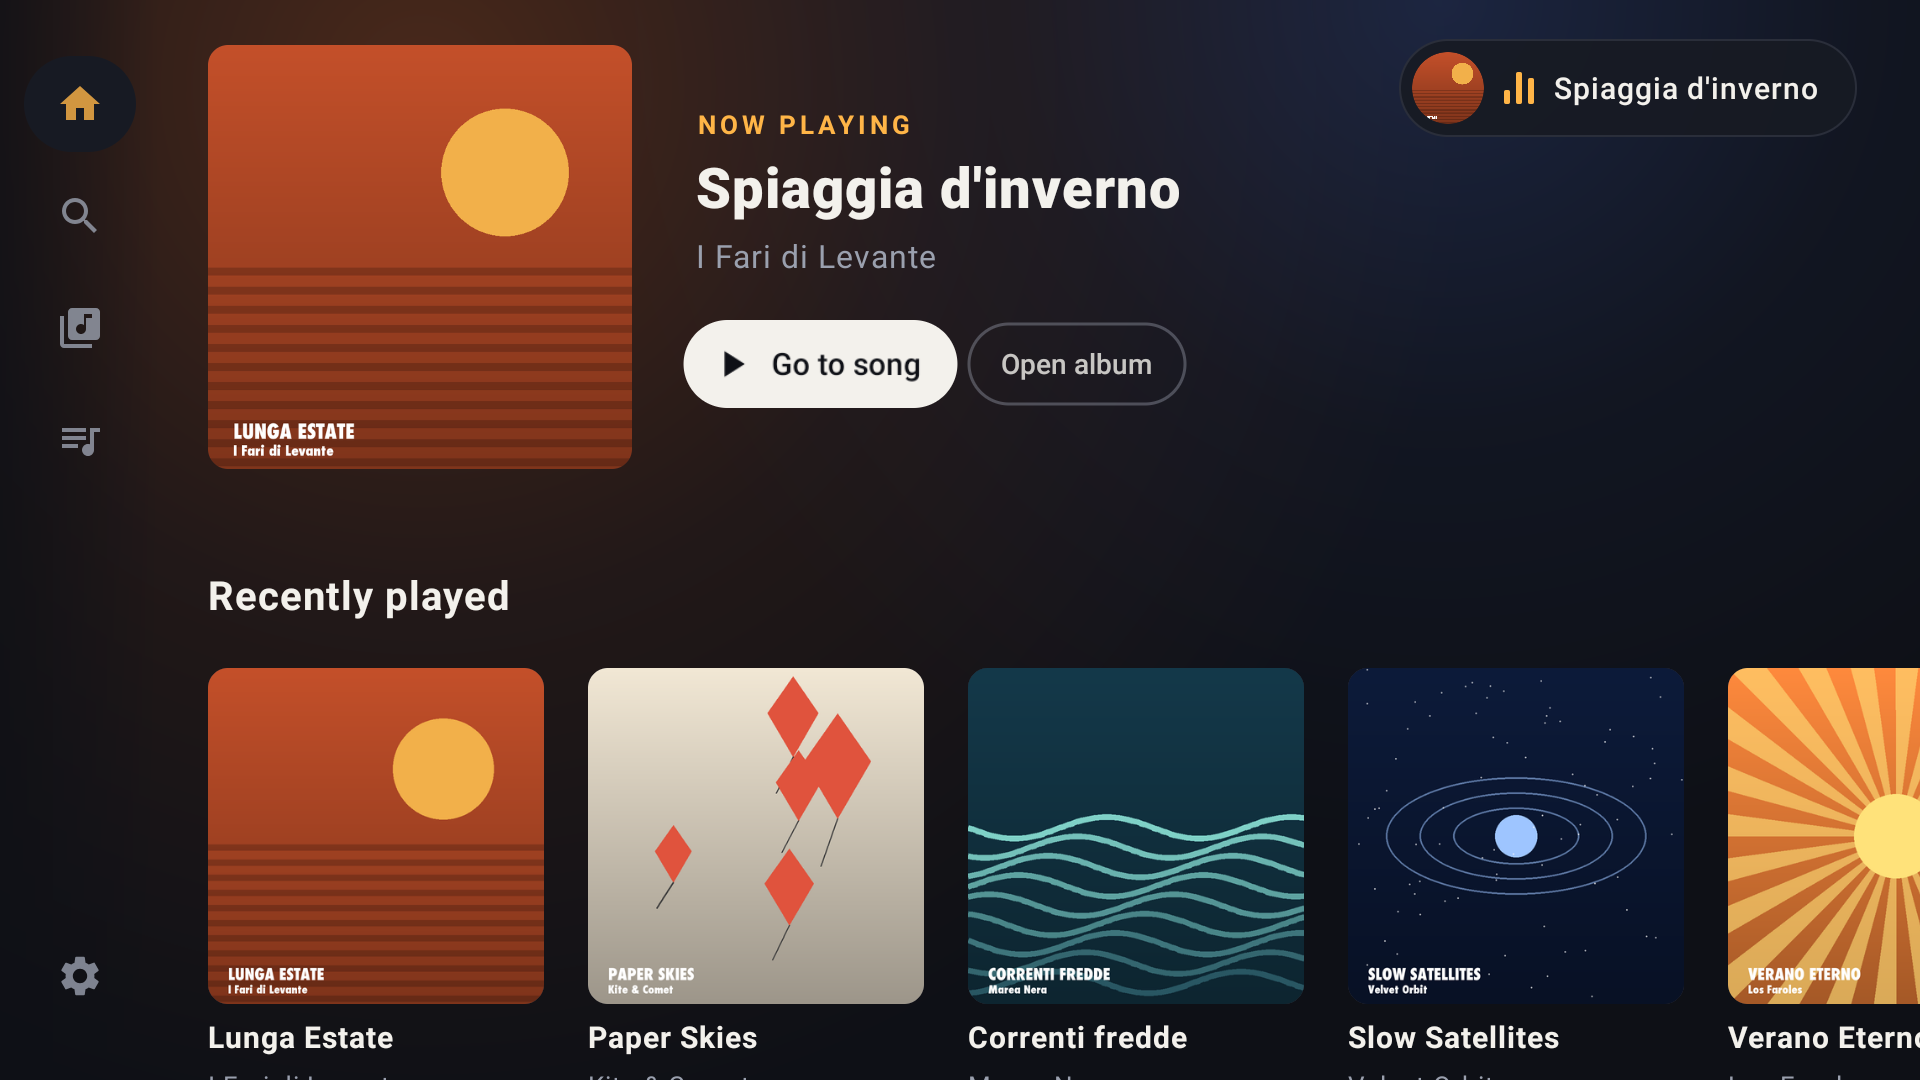 Spiaggia d'inverno
NOW PLAYING
Spiaggia d'inverno
I Fari di Levante
Go to song
Open album
LUNGA ESTATE
I Fari di Levante
Recently played
LUNGA ESTATE
I Fari di Levante
PAPER SKIES
Kite & Comet
CORRENTI FREDDE
Marea Nera
SLOW SATELLITES
Velvet Orbit
VERANO ETERNO
Los Faroles
Lunga Estate
Paper Skies
Correnti fredde
Slow Satellites
Verano Eterno